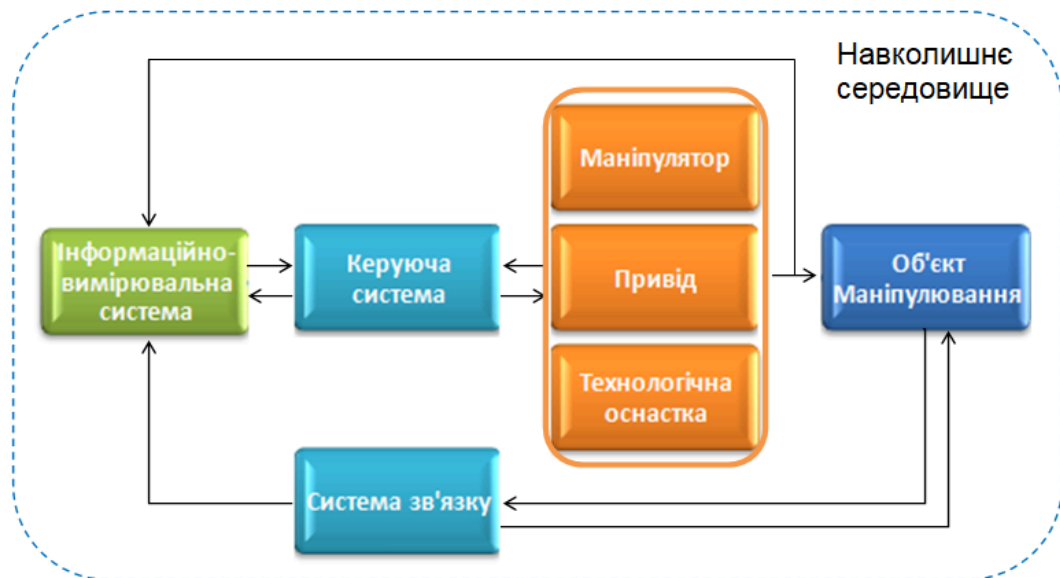 Навколишнє
середовище
Маніпулятор
Інформаційно-
вимірювальна
система
Керуюча
система
Привід
Об'єкт
Маніпулювання
Технологічна
оснастка
Система зв'язку